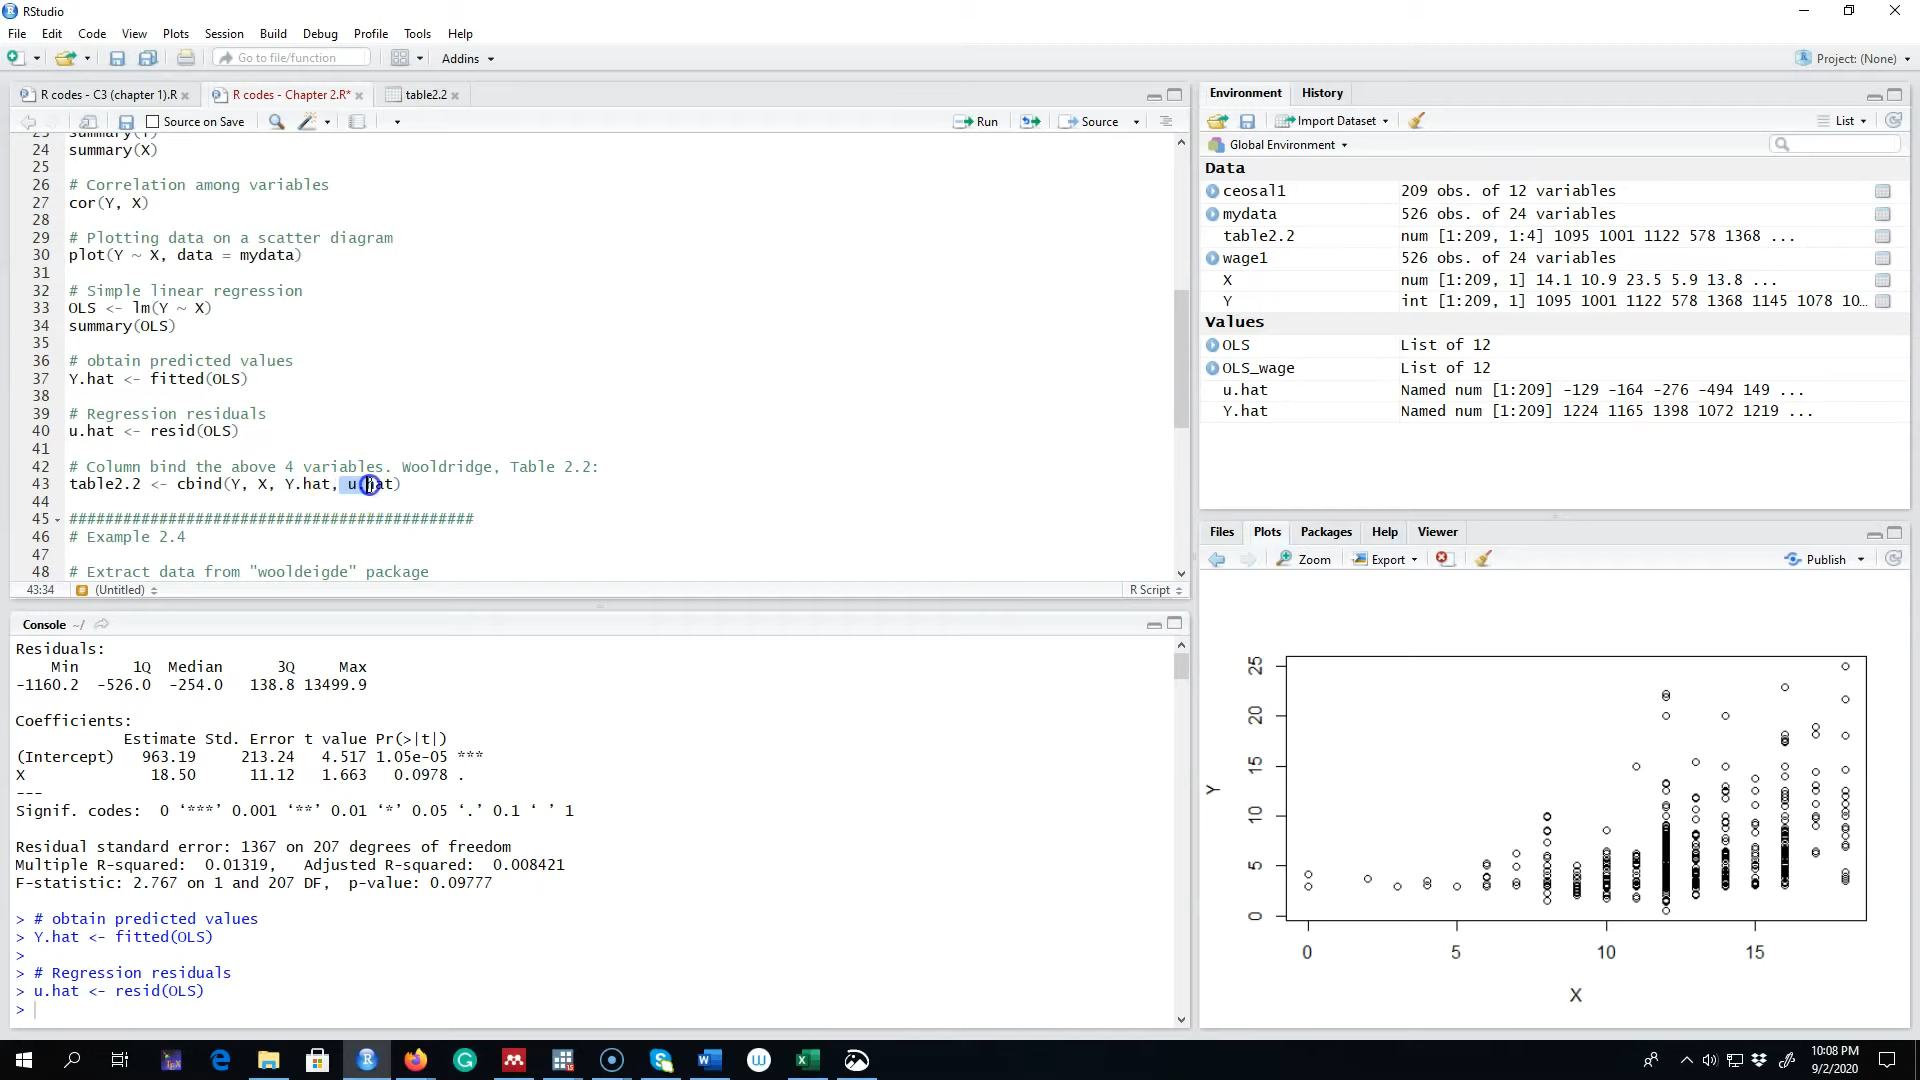 RStudio
File Edit Code View Plots Session Build Debug Profile Tools Help
Go to file/function Addins Project: (None)
R codes - C3 (chapter 1).R R codes - Chapter 2.R* table2.2
Source on Save Run Source
23 summary(Y)
24 summary(X)
25
26 # Correlation among variables
27 cor(Y, X)
28
29 # Plotting data on a scatter diagram
30 plot(Y ~ X, data = mydata)
31
32 # Simple linear regression
33 OLS <- lm(Y ~ X)
34 summary(OLS)
35
36 # obtain predicted values
37 Y.hat <- fitted(OLS)
38
39 # Regression residuals
40 u.hat <- resid(OLS)
41
42 # Column bind the above 4 variables. Wooldridge, Table 2.2:
43 table2.2 <- cbind(Y, X, Y.hat, u.hat)
44
45 #############################################
46 # Example 2.4
47
48 # Extract data from "wooldeigde" package
43:34 (Untitled) R Script
Console ~/
Residuals:
Min 1Q Median 3Q Max
-1160.2 -526.0 -254.0 138.8 13499.9
Coefficients:
Estimate Std. Error t value Pr(>|t|)
(Intercept) 963.19 213.24 4.517 1.05e-05 ***
X 18.50 11.12 1.663 0.0978 .
---
Signif. codes: 0 ‘***’ 0.001 ‘**’ 0.01 ‘*’ 0.05 ‘.’ 0.1 ‘ ’ 1
Residual standard error: 1367 on 207 degrees of freedom
Multiple R-squared: 0.01319, Adjusted R-squared: 0.008421
F-statistic: 2.767 on 1 and 207 DF, p-value: 0.09777
> # obtain predicted values
> Y.hat <- fitted(OLS)
>
> # Regression residuals
> u.hat <- resid(OLS)
>
Environment History
Import Dataset List
Global Environment
Data
ceosal1 209 obs. of 12 variables
mydata 526 obs. of 24 variables
table2.2 num [1:209, 1:4] 1095 1001 1122 578 1368 ...
wage1 526 obs. of 24 variables
X num [1:209, 1] 14.1 10.9 23.5 5.9 13.8 ...
Y int [1:209, 1] 1095 1001 1122 578 1368 1145 1078 10...
Values
OLS List of 12
OLS_wage List of 12
u.hat Named num [1:209] -129 -164 -276 -494 149 ...
Y.hat Named num [1:209] 1224 1165 1398 1072 1219 ...
Files Plots Packages Help Viewer
Zoom Export Publish
25
20
15
10
5
0
Y
0 5 10 15
X
10:08 PM
9/2/2020